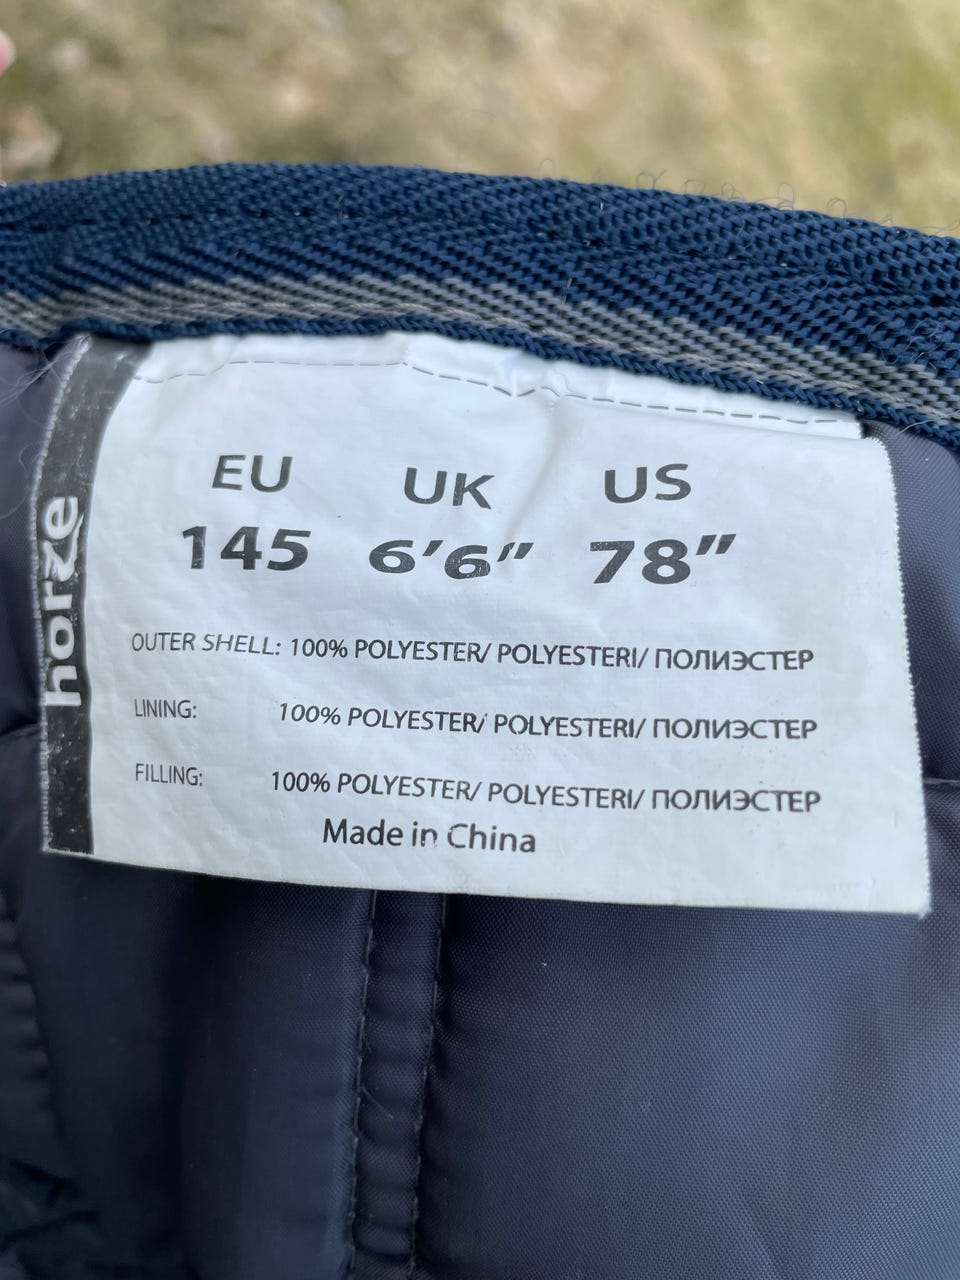 horze
EU UK US
145 6'6" 78"
OUTER SHELL: 100% POLYESTER/ POLYESTERI/ ПОЛИЭСТЕР
LINING: 100% POLYESTER/ POLYESTERI/ ПОЛИЭСТЕР
FILLING: 100% POLYESTER/ POLYESTERI/ ПОЛИЭСТЕР
Made in China